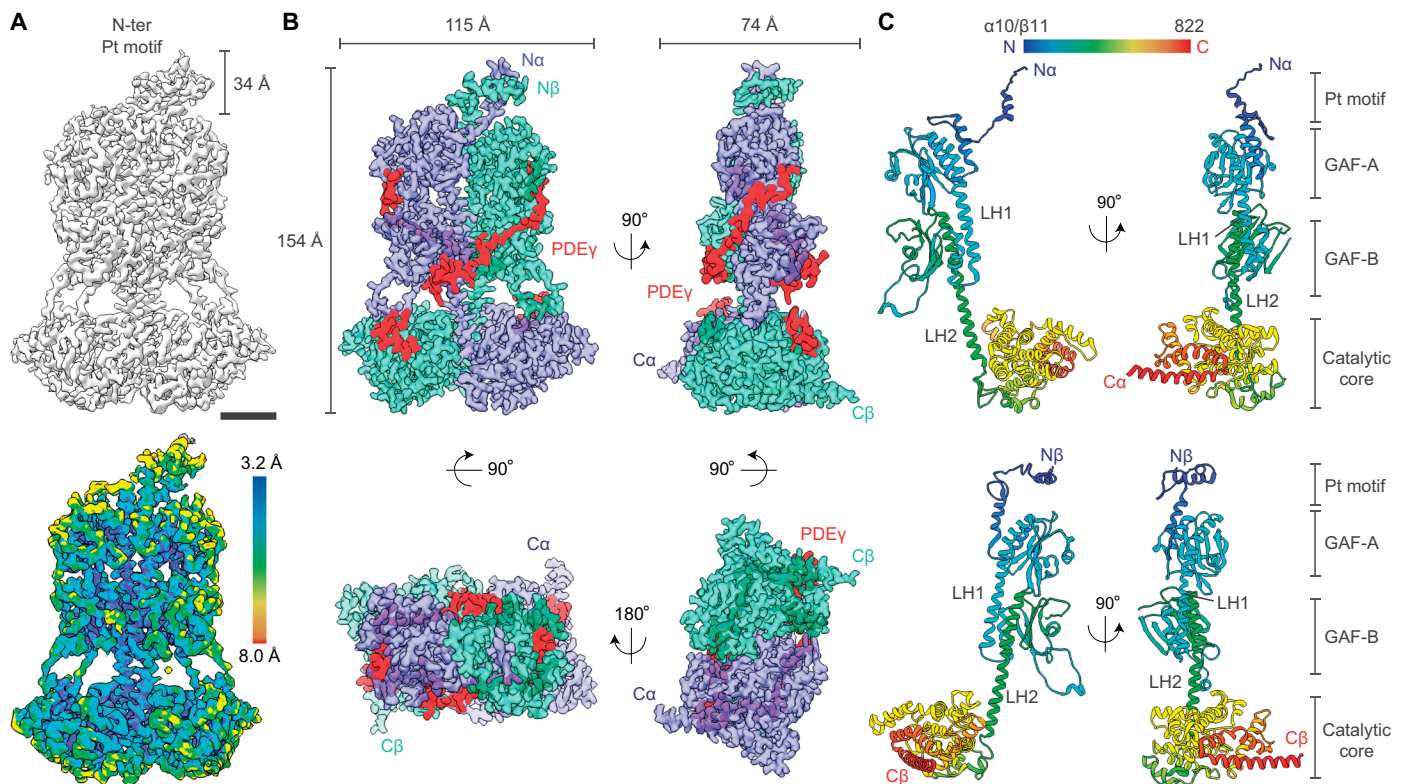 A
N-ter
Pt motif
34 Å
3.2 Å
8.0 Å
B
115 Å
74 Å
Nα
Nβ
154 Å
PDEγ
90°
PDEγ
Cα
Cβ
90°
90°
Cα
Cβ
180°
PDEγ
Cβ
Cα
C
α10/β11
822
N
C
Nα
Nα
Pt motif
GAF-A
LH1
90°
LH1
GAF-B
LH2
LH2
Cα
Catalytic
core
Nβ
Nβ
Pt motif
GAF-A
LH1
90°
LH1
GAF-B
LH2
LH2
Cβ
Cβ
Catalytic
core